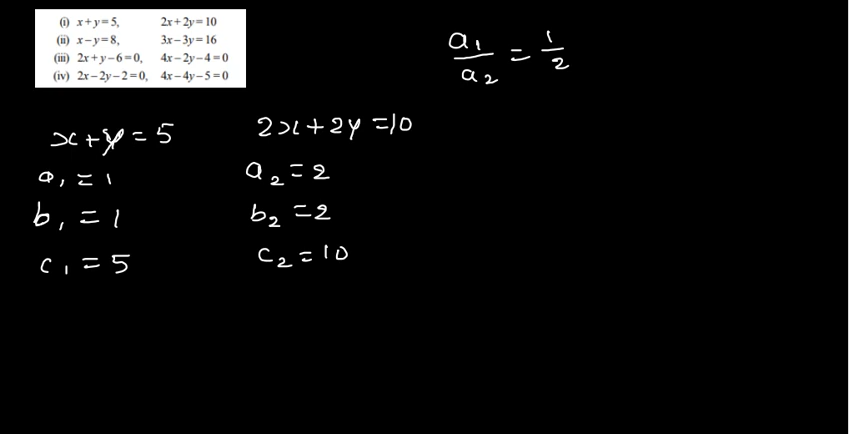 (i) x+y=5, 2x+2y=10
(ii) x−y=8, 3x−3y=16
(iii) 2x+y−6=0, 4x−2y−4=0
(iv) 2x−2y−2=0, 4x−4y−5=0
a₁/a₂ = 1/2
x+y=5 2x+2y=10
a₁=1 a₂=2
b₁=1 b₂=2
c₁=5 c₂=10